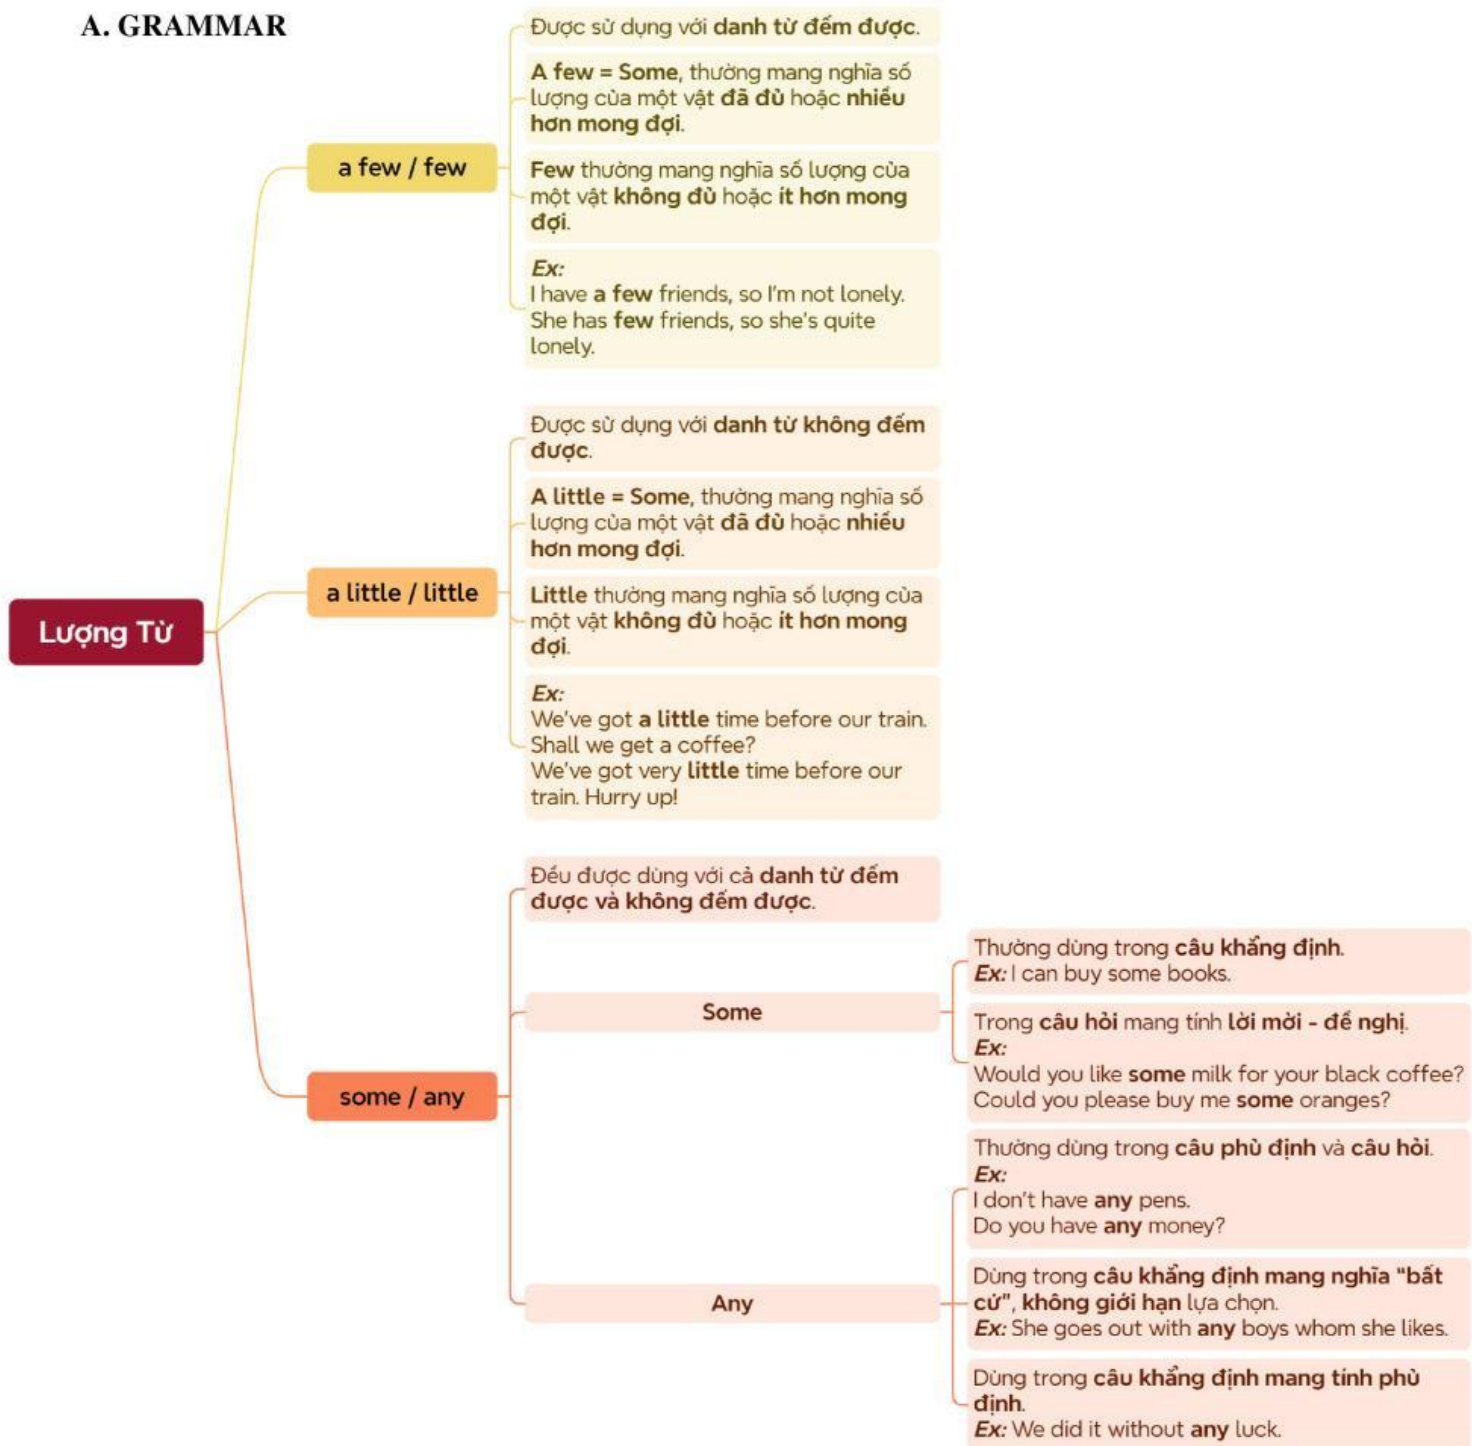 A. GRAMMAR
Lượng Từ
a few / few
Được sử dụng với danh từ đếm được.
A few = Some, thường mang nghĩa số
lượng của một vật đã đủ hoặc nhiều
hơn mong đợi.
Few thường mang nghĩa số lượng của
một vật không đủ hoặc ít hơn mong
đợi.
Ex:
I have a few friends, so I'm not lonely.
She has few friends, so she's quite
lonely.
a little / little
Được sử dụng với danh từ không đếm
được.
A little = Some, thường mang nghĩa số
lượng của một vật đã đủ hoặc nhiều
hơn mong đợi.
Little thường mang nghĩa số lượng của
một vật không đủ hoặc ít hơn mong
đợi.
Ex:
We've got a little time before our train.
Shall we get a coffee?
We've got very little time before our
train. Hurry up!
some / any
Đều được dùng với cả danh từ đếm
được và không đếm được.
Some
Thường dùng trong câu khẳng định.
Ex: I can buy some books.
Trong câu hỏi mang tính lời mời - đề nghị.
Ex:
Would you like some milk for your black coffee?
Could you please buy me some oranges?
Any
Thường dùng trong câu phủ định và câu hỏi.
Ex:
I don't have any pens.
Do you have any money?
Dùng trong câu khẳng định mang nghĩa "bất
cứ", không giới hạn lựa chọn.
Ex: She goes out with any boys whom she likes.
Dùng trong câu khẳng định mang tính phủ
định.
Ex: We did it without any luck.